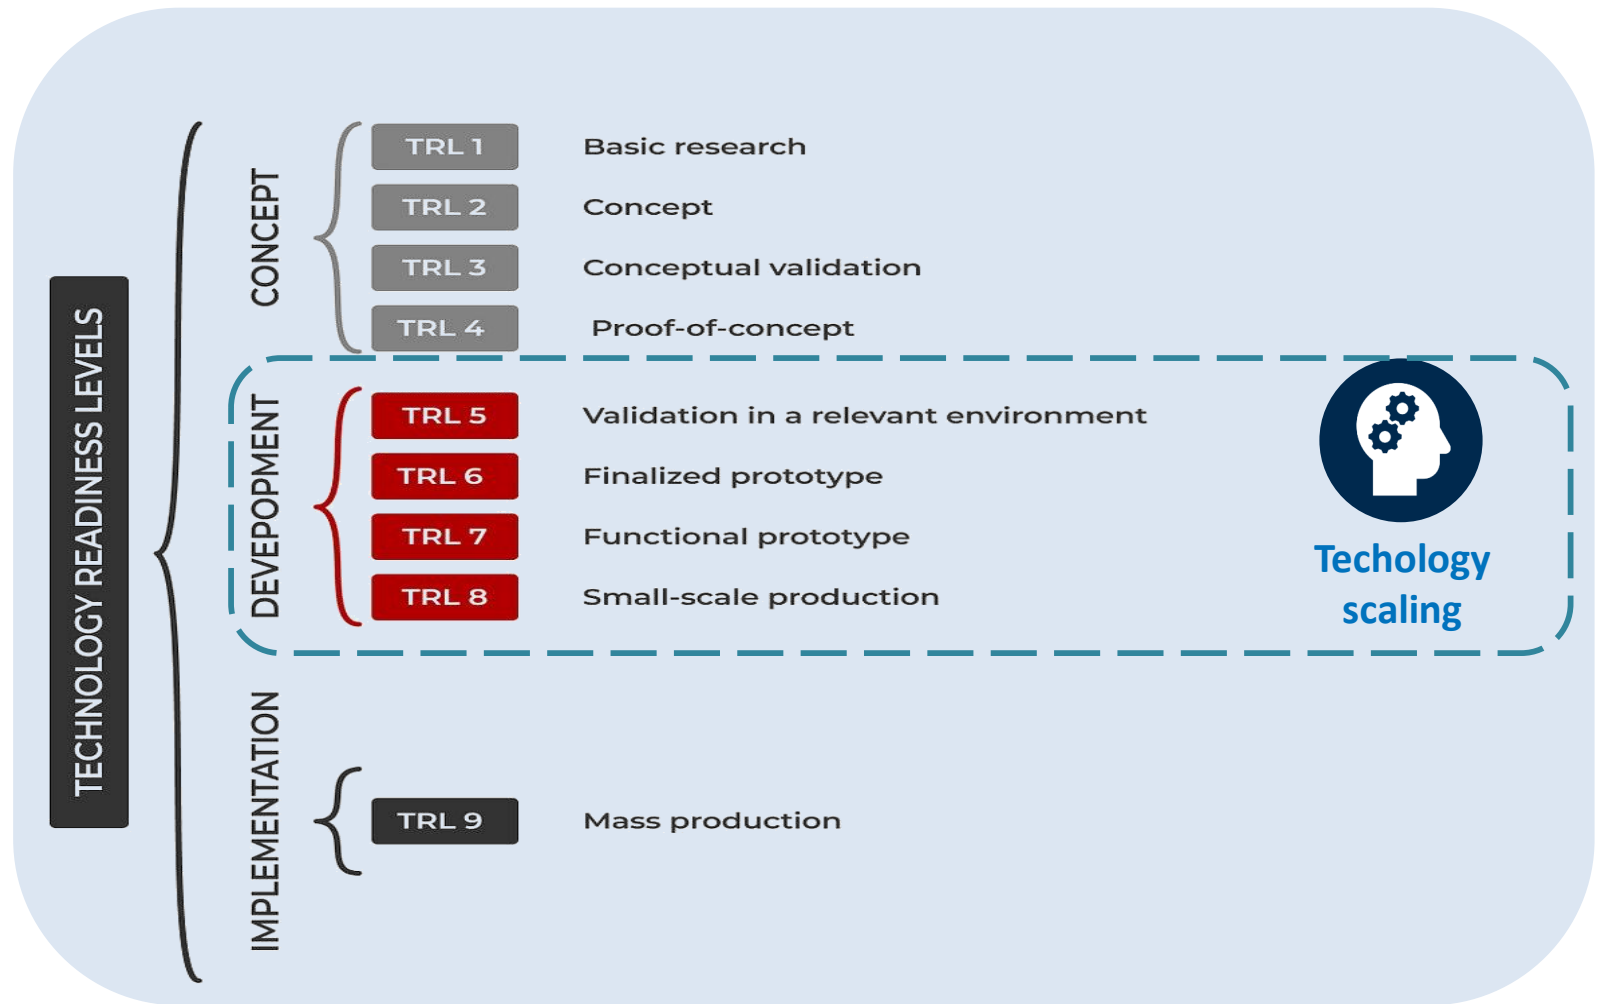 TECHNOLOGY READINESS LEVELS
CONCEPT
TRL 1 Basic research
TRL 2 Concept
TRL 3 Conceptual validation
TRL 4 Proof-of-concept
DEVEPOPMENT
TRL 5 Validation in a relevant environment
TRL 6 Finalized prototype
TRL 7 Functional prototype
TRL 8 Small-scale production
Techology
scaling
IMPLEMENTATION
TRL 9 Mass production